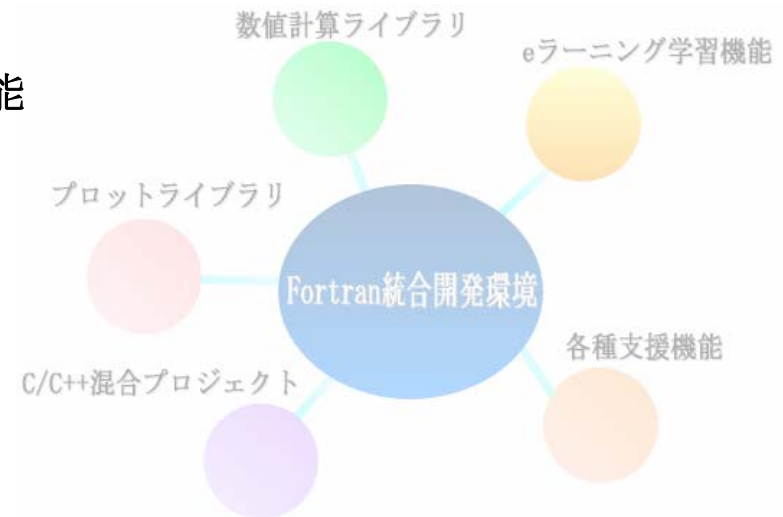 能
数値計算ライブラリ
eラーニング学習機能
プロットライブラリ
Fortran統合開発環境
各種支援機能
C/C++混合プロジェクト